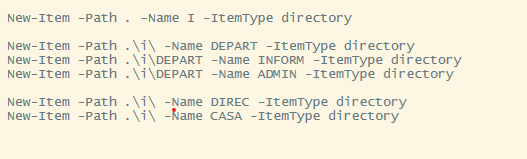 New-Item -Path . -Name I -ItemType directory
New-Item -Path .\i\ -Name DEPART -ItemType directory
New-Item -Path .\i\DEPART -Name INFORM -ItemType directory
New-Item -Path .\i\DEPART -Name ADMIN -ItemType directory
New-Item -Path .\i\ -Name DIREC -ItemType directory
New-Item -Path .\i\ -Name CASA -ItemType directory